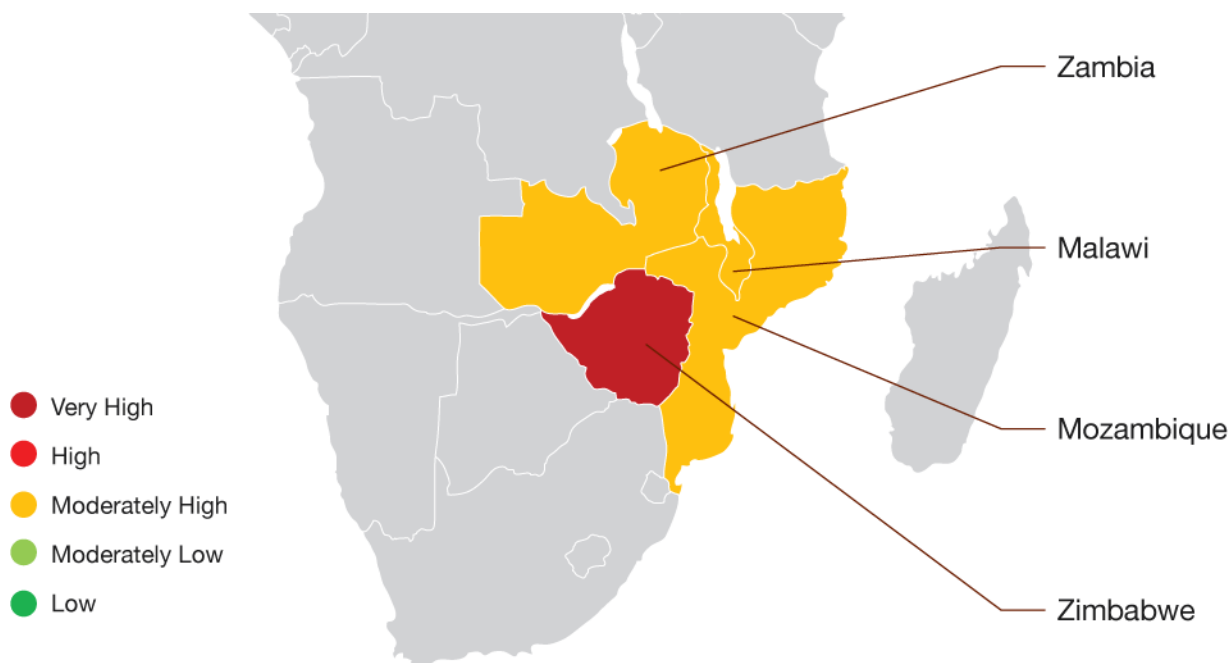 Zambia
Malawi
Mozambique
Zimbabwe
Very High
High
Moderately High
Moderately Low
Low